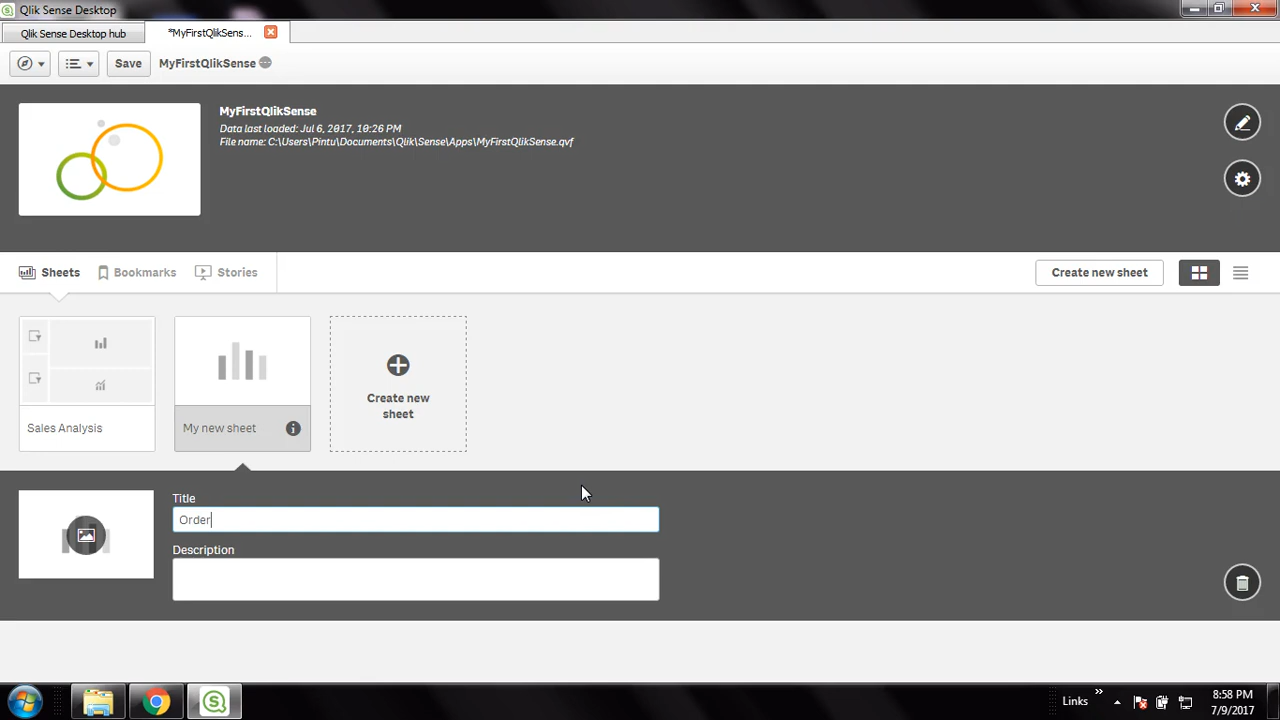 Qlik Sense Desktop
Qlik Sense Desktop hub
*MyFirstQlikSens...
Save
MyFirstQlikSense
MyFirstQlikSense
Data last loaded: Jul 6, 2017, 10:26 PM
File name: C:\Users\Pintu\Documents\Qlik\Sense\Apps\MyFirstQlikSense.qvf
Sheets
Bookmarks
Stories
Create new sheet
Sales Analysis
My new sheet
Create new
sheet
Title
Order
Description
Links
8:58 PM
7/9/2017